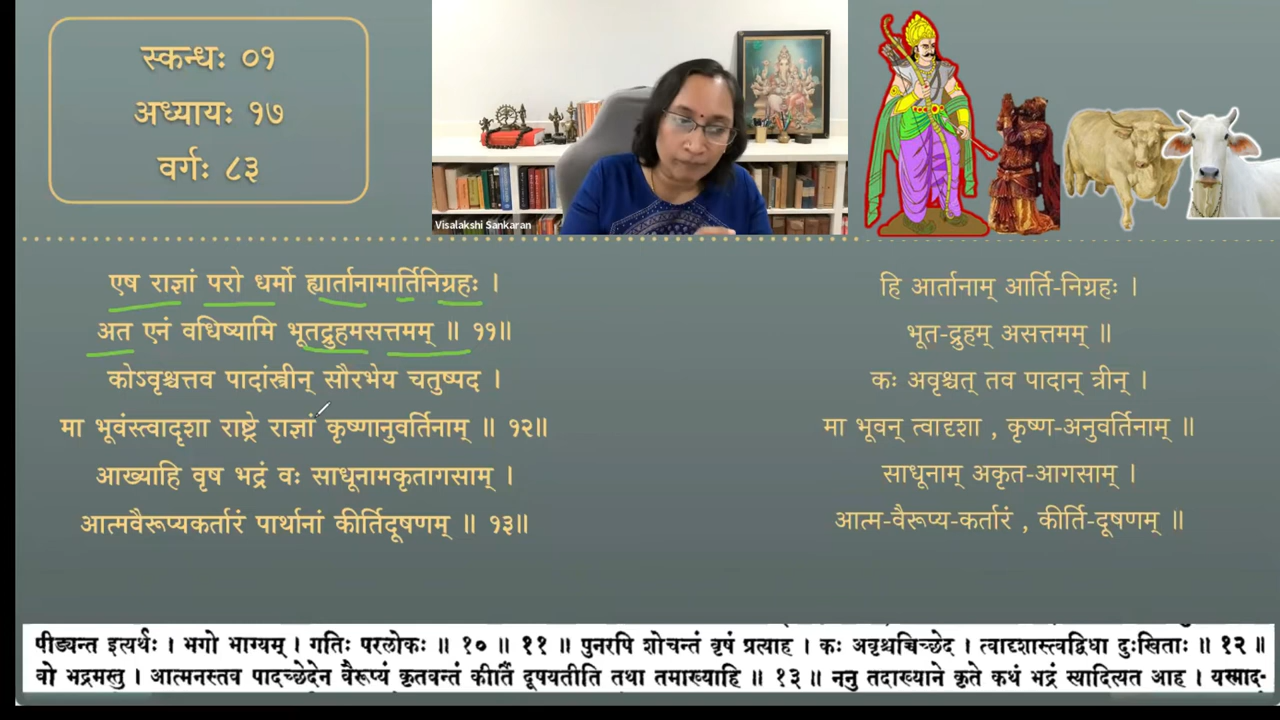 स्कन्धः ०१
अध्यायः १७
वर्गः ८३
Visalakshi Sankaran
एष राज्ञां परो धर्मो ह्यार्तानामार्तिनिग्रहः ।
अत एनं वधिष्यामि भूतद्रुहमसत्तमम् ॥ ११॥
कोऽवृश्चत्तव पादांस्त्रीन् सौरभेय चतुष्पद ।
मा भूवंस्त्वादृशा राष्ट्रे राज्ञां कृष्णानुवर्तिनाम् ॥ १२॥
आख्याहि वृष भद्रं वः साधूनामकृतागसाम् ।
आत्मवैरूप्यकर्तारं पार्थानां कीर्तिदूषणम् ॥ १३॥
हि आर्तानाम् आर्ति-निग्रहः ।
भूत-द्रुहम् असत्तमम् ॥
कः अवृश्चत् तव पादान् त्रीन् ।
मा भूवन् त्वादृशा , कृष्ण-अनुवर्तिनाम् ॥
साधूनाम् अकृत-आगसाम् ।
आत्म-वैरूप्य-कर्तारं , कीर्ति-दूषणम् ॥
पीड्यन्त इत्यर्थः । भगो भाग्यम् । गतिः परलोकः ॥ १० ॥ ११ ॥ पुनरपि शोचन्तं वृषं प्रत्याह । कः अवृश्चच्चिच्छेद । त्वादृशास्त्वद्विधा दुःखिताः ॥ १२ ॥
वो भद्रमस्तु । आत्मनस्तव पादच्छेदेन वैरूप्यं कृतवन्तं कीर्तिं दूषयतीति तथा तमाख्याहि ॥ १३ ॥ ननु तदाख्याने कृते कथं भद्रं स्यादित्यत आह । यस्माद-